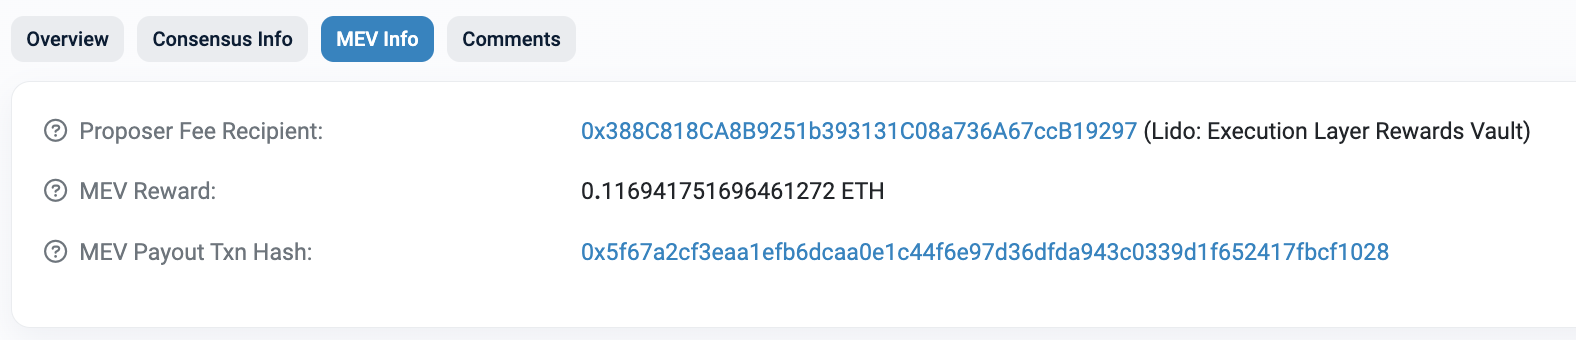 Overview Consensus Info MEV Info Comments
Proposer Fee Recipient: 0x388C818CA8B9251b393131C08a736A67ccB19297 (Lido: Execution Layer Rewards Vault)
MEV Reward: 0.116941751696461272 ETH
MEV Payout Txn Hash: 0x5f67a2cf3eaa1efb6dcaa0e1c44f6e97d36dfda943c0339d1f652417fbcf1028